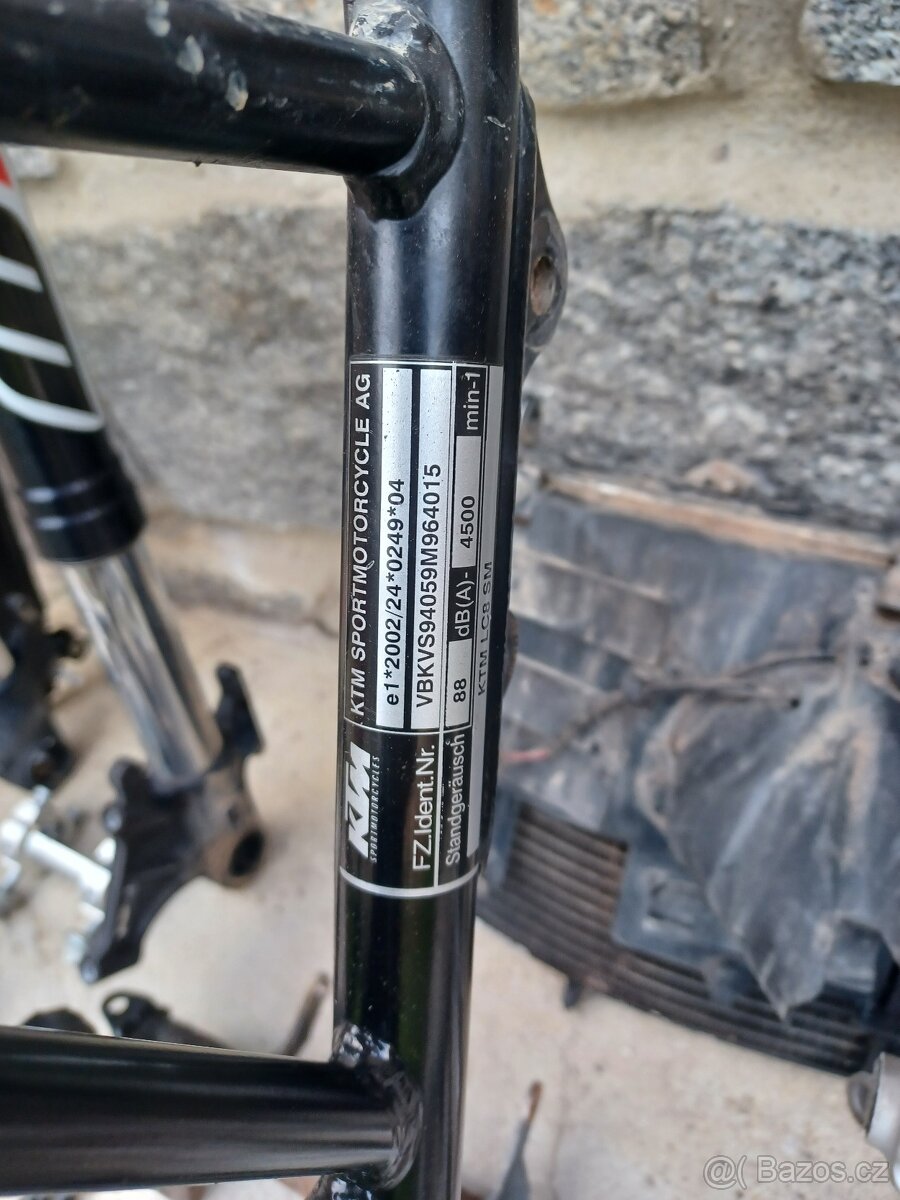 KTM SPORTMOTORCYCLE AG
e1*2002/24*0249*04
KTM
SPORTMOTORCYCLES
FZ.Ident.Nr. VBKVS94059M964015
Standgeräusch 88 dB(A)- 4500 min-1
KTM LC8 SM
@( Bazos.cz